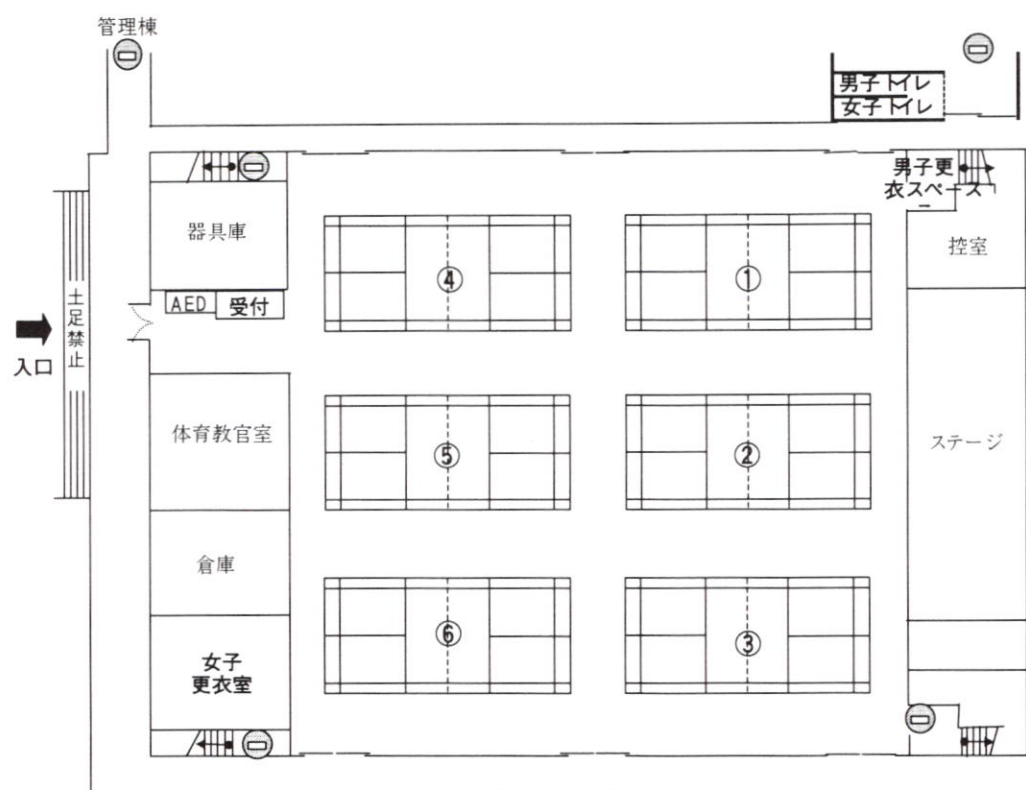 管理棟
男子トイレ
女子トイレ
男子更
衣スペース
器具庫
控室
AED
受付
④
①
土足禁止
入口
体育教官室
⑤
②
ステージ
倉庫
⑥
③
女子
更衣室